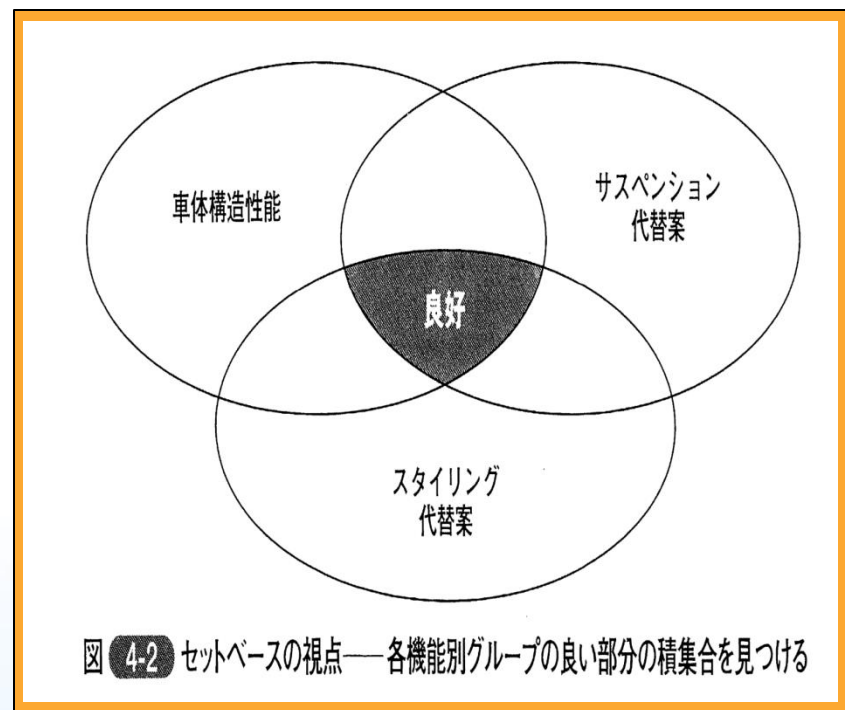 車体構造性能
サスペンション
代替案
良好
スタイリング
代替案
図 4-2 セットベースの視点——各機能別グループの良い部分の積集合を見つける